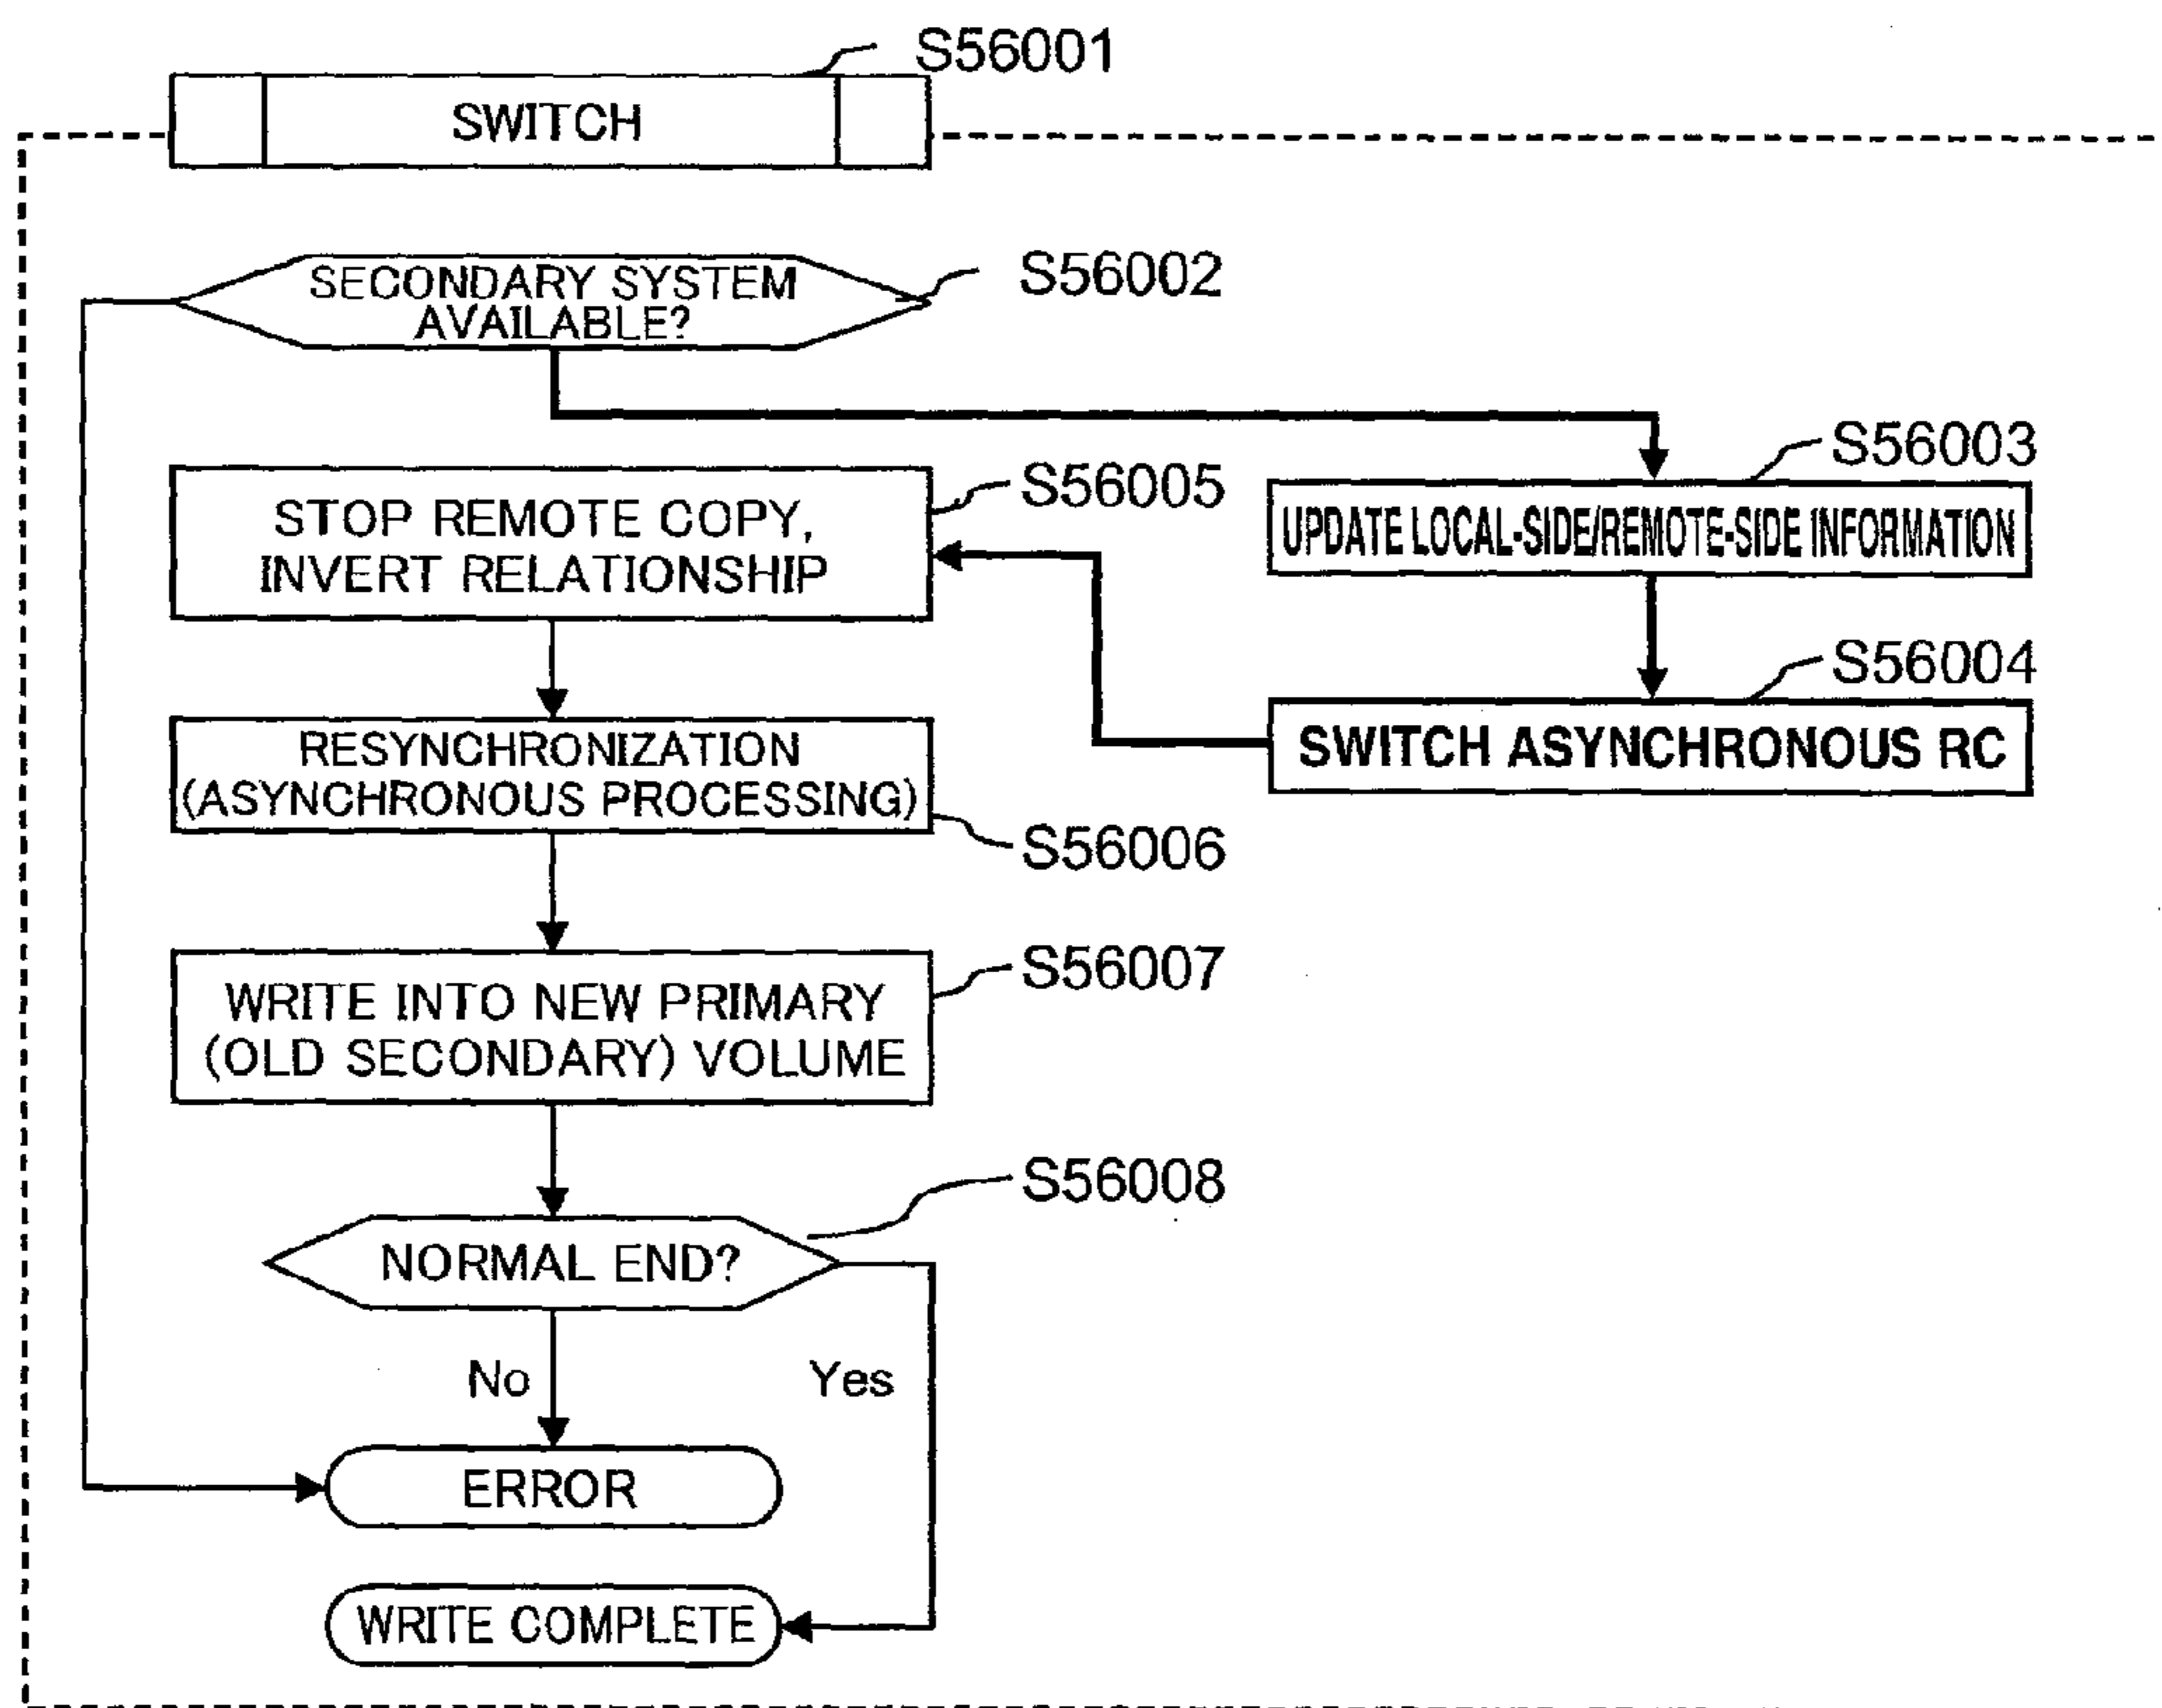 S56001
SWITCH
SECONDARY SYSTEM
AVAILABLE?
S56002
S56003
UPDATE LOCAL-SIDE/REMOTE-SIDE INFORMATION
S56004
SWITCH ASYNCHRONOUS RC
S56005
STOP REMOTE COPY,
INVERT RELATIONSHIP
RESYNCHRONIZATION
(ASYNCHRONOUS PROCESSING)
S56006
S56007
WRITE INTO NEW PRIMARY
(OLD SECONDARY) VOLUME
S56008
NORMAL END?
No
Yes
ERROR
WRITE COMPLETE